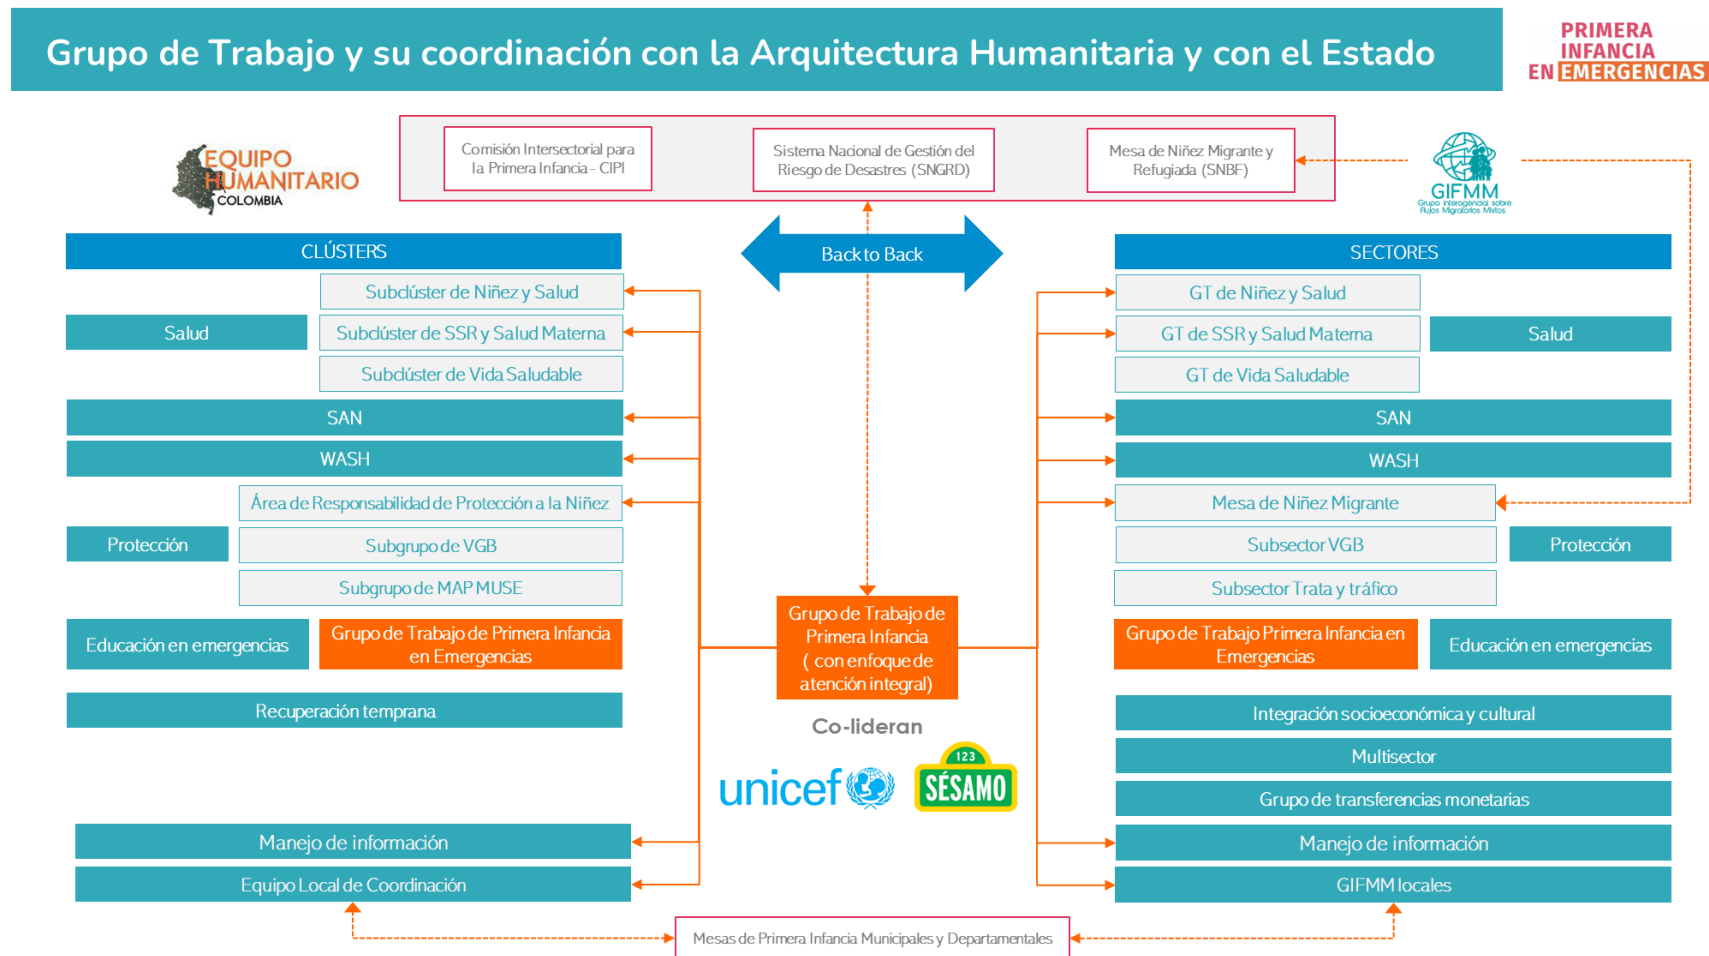 Grupo de Trabajo y su coordinación con la Arquitectura Humanitaria y con el Estado
PRIMERA
INFANCIA
EN EMERGENCIAS
EQUIPO
HUMANITARIO
COLOMBIA
Comisión Intersectorial para
la Primera Infancia - CIPI
Sistema Nacional de Gestión del
Riesgo de Desastres (SNGRD)
Mesa de Niñez Migrante y
Refugiada (SNBF)
GIFMM
Grupo Interagencial sobre
Flujos Migratorios Mixtos
Back to Back
CLÚSTERS
Subclúster de Niñez y Salud
Salud
Subclúster de SSR y Salud Materna
Subclúster de Vida Saludable
SAN
WASH
Área de Responsabilidad de Protección a la Niñez
Protección
Subgrupo de VGB
Subgrupo de MAP MUSE
Educación en emergencias
Grupo de Trabajo de Primera Infancia
en Emergencias
Recuperación temprana
Manejo de información
Equipo Local de Coordinación
Grupo de Trabajo de
Primera Infancia
( con enfoque de
atención integral)
Co-lideran
unicef
123
SÉSAMO
SECTORES
GT de Niñez y Salud
GT de SSR y Salud Materna
Salud
GT de Vida Saludable
SAN
WASH
Mesa de Niñez Migrante
Subsector VGB
Protección
Subsector Trata y tráfico
Grupo de Trabajo Primera Infancia en
Emergencias
Educación en emergencias
Integración socioeconómica y cultural
Multisector
Grupo de transferencias monetarias
Manejo de información
GIFMM locales
Mesas de Primera Infancia Municipales y Departamentales